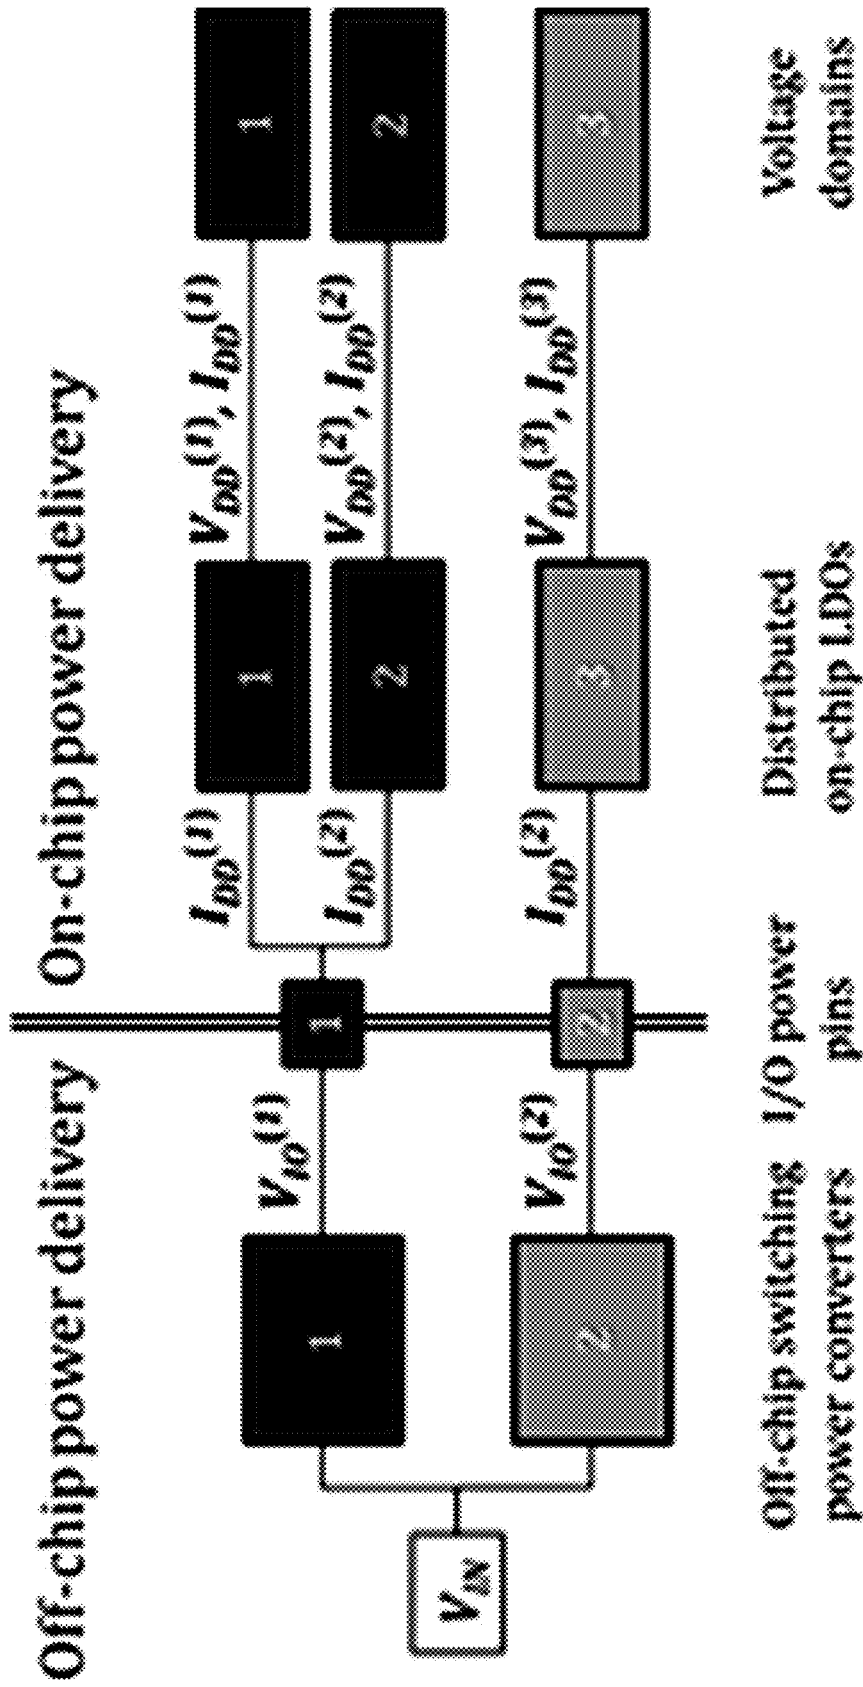 Off-chip power delivery
On-chip power delivery
V_IN
1
V_IO^(1)
1
I_DD^(1)
1
V_DD^(1), I_DD^(1)
1
I_DD^(2)
2
V_DD^(2), I_DD^(2)
2
2
V_IO^(2)
2
I_DD^(2)
3
V_DD^(3), I_DD^(3)
3
Off-chip switching
power converters
I/O power
pins
Distributed
on-chip LDOs
Voltage
domains